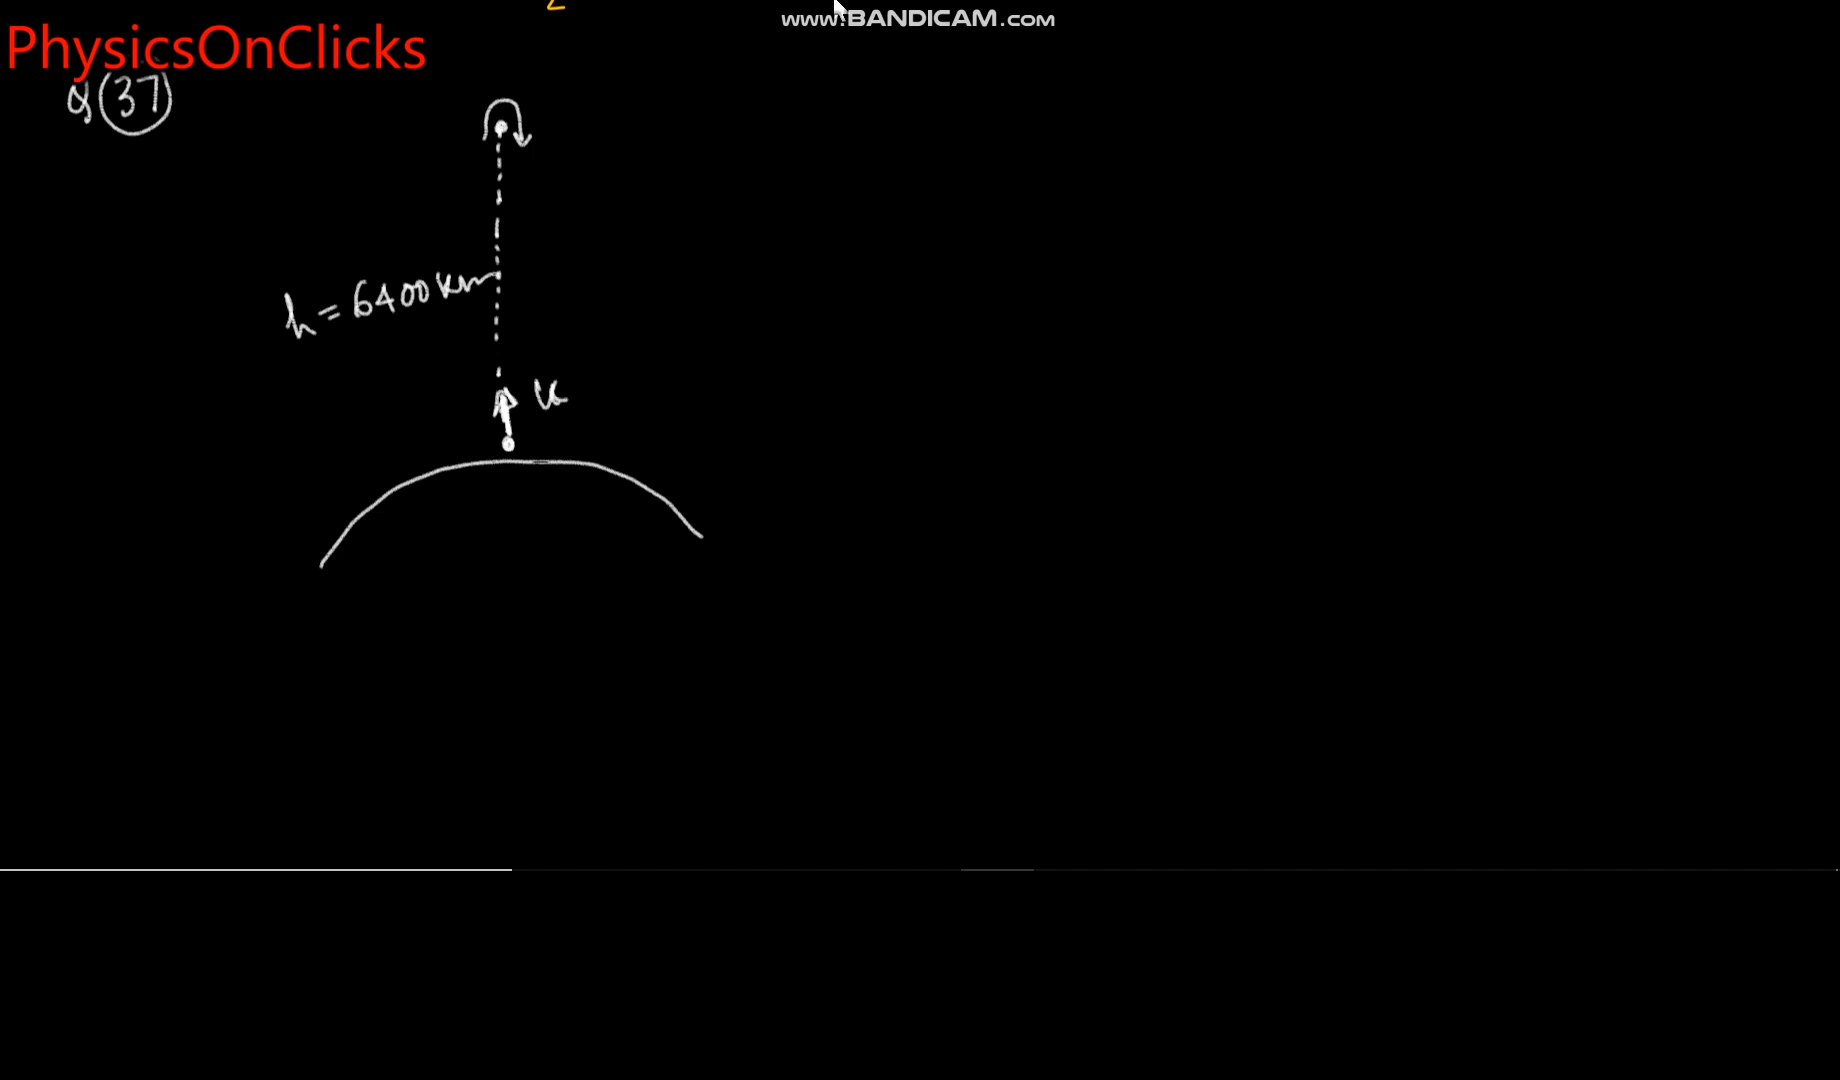 www.BANDICAM.com
PhysicsOnClicks
Q 37
h = 6400 km
u